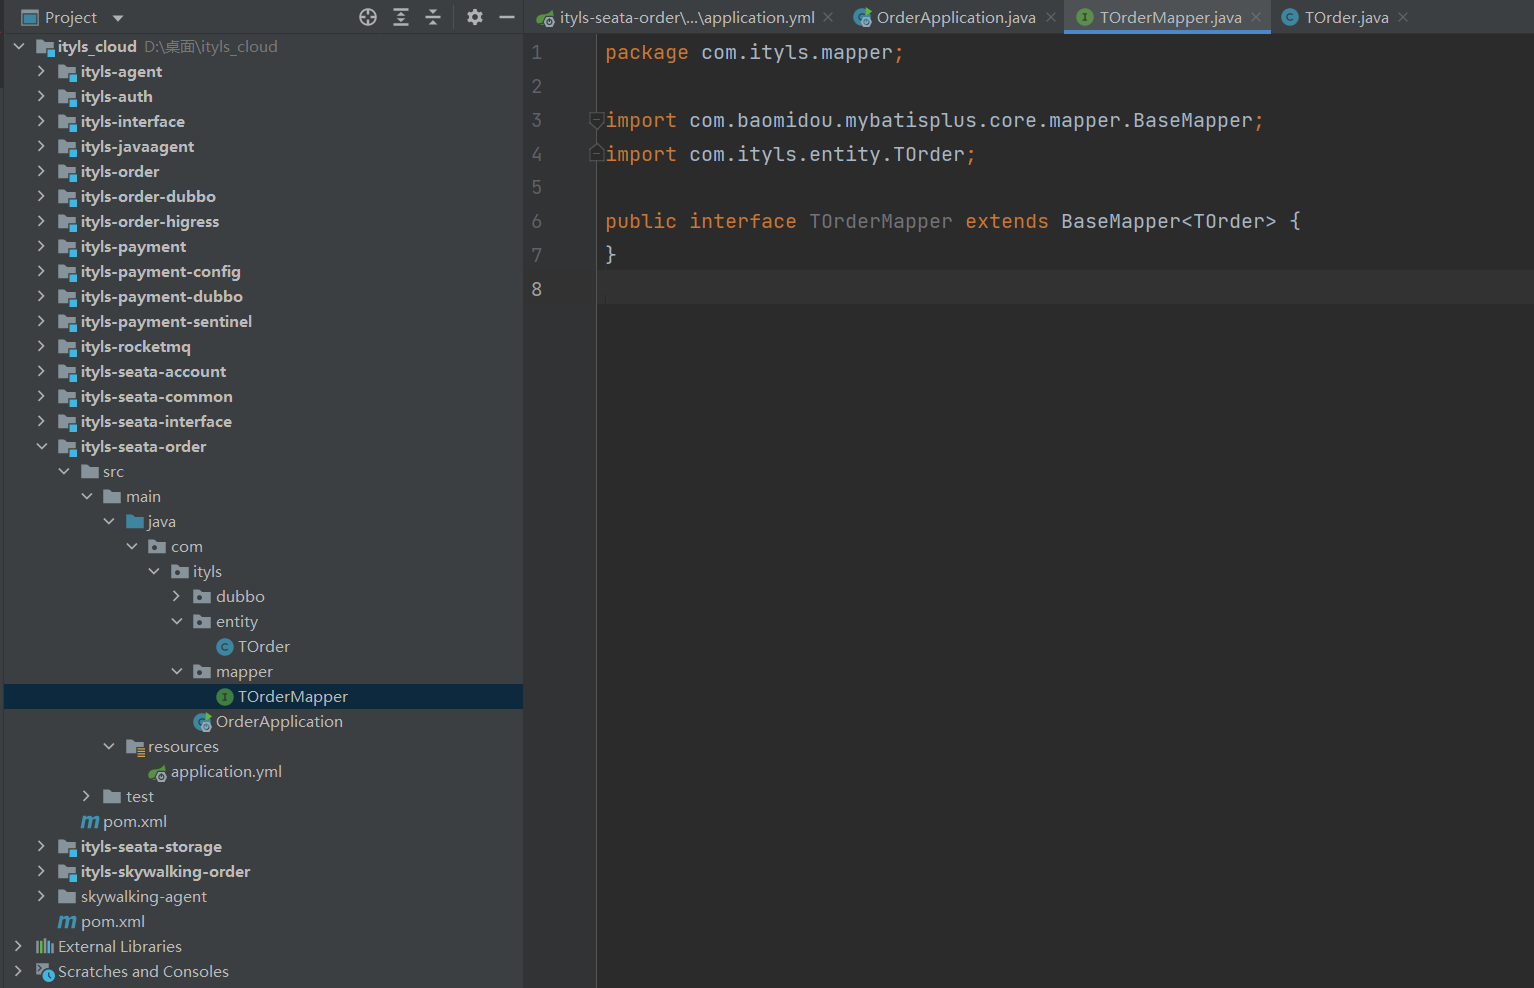 Project
ityls_cloud D:\桌面\ityls_cloud
ityls-agent
ityls-auth
ityls-interface
ityls-javaagent
ityls-order
ityls-order-dubbo
ityls-order-higress
ityls-payment
ityls-payment-config
ityls-payment-dubbo
ityls-payment-sentinel
ityls-rocketmq
ityls-seata-account
ityls-seata-common
ityls-seata-interface
ityls-seata-order
src
main
java
com
ityls
dubbo
entity
TOrder
mapper
TOrderMapper
OrderApplication
resources
application.yml
test
pom.xml
ityls-seata-storage
ityls-skywalking-order
skywalking-agent
pom.xml
External Libraries
Scratches and Consoles
ityls-seata-order\...\application.yml OrderApplication.java TOrderMapper.java TOrder.java
1 package com.ityls.mapper;
2
3 import com.baomidou.mybatisplus.core.mapper.BaseMapper;
4 import com.ityls.entity.TOrder;
5
6 public interface TOrderMapper extends BaseMapper<TOrder> {
7 }
8